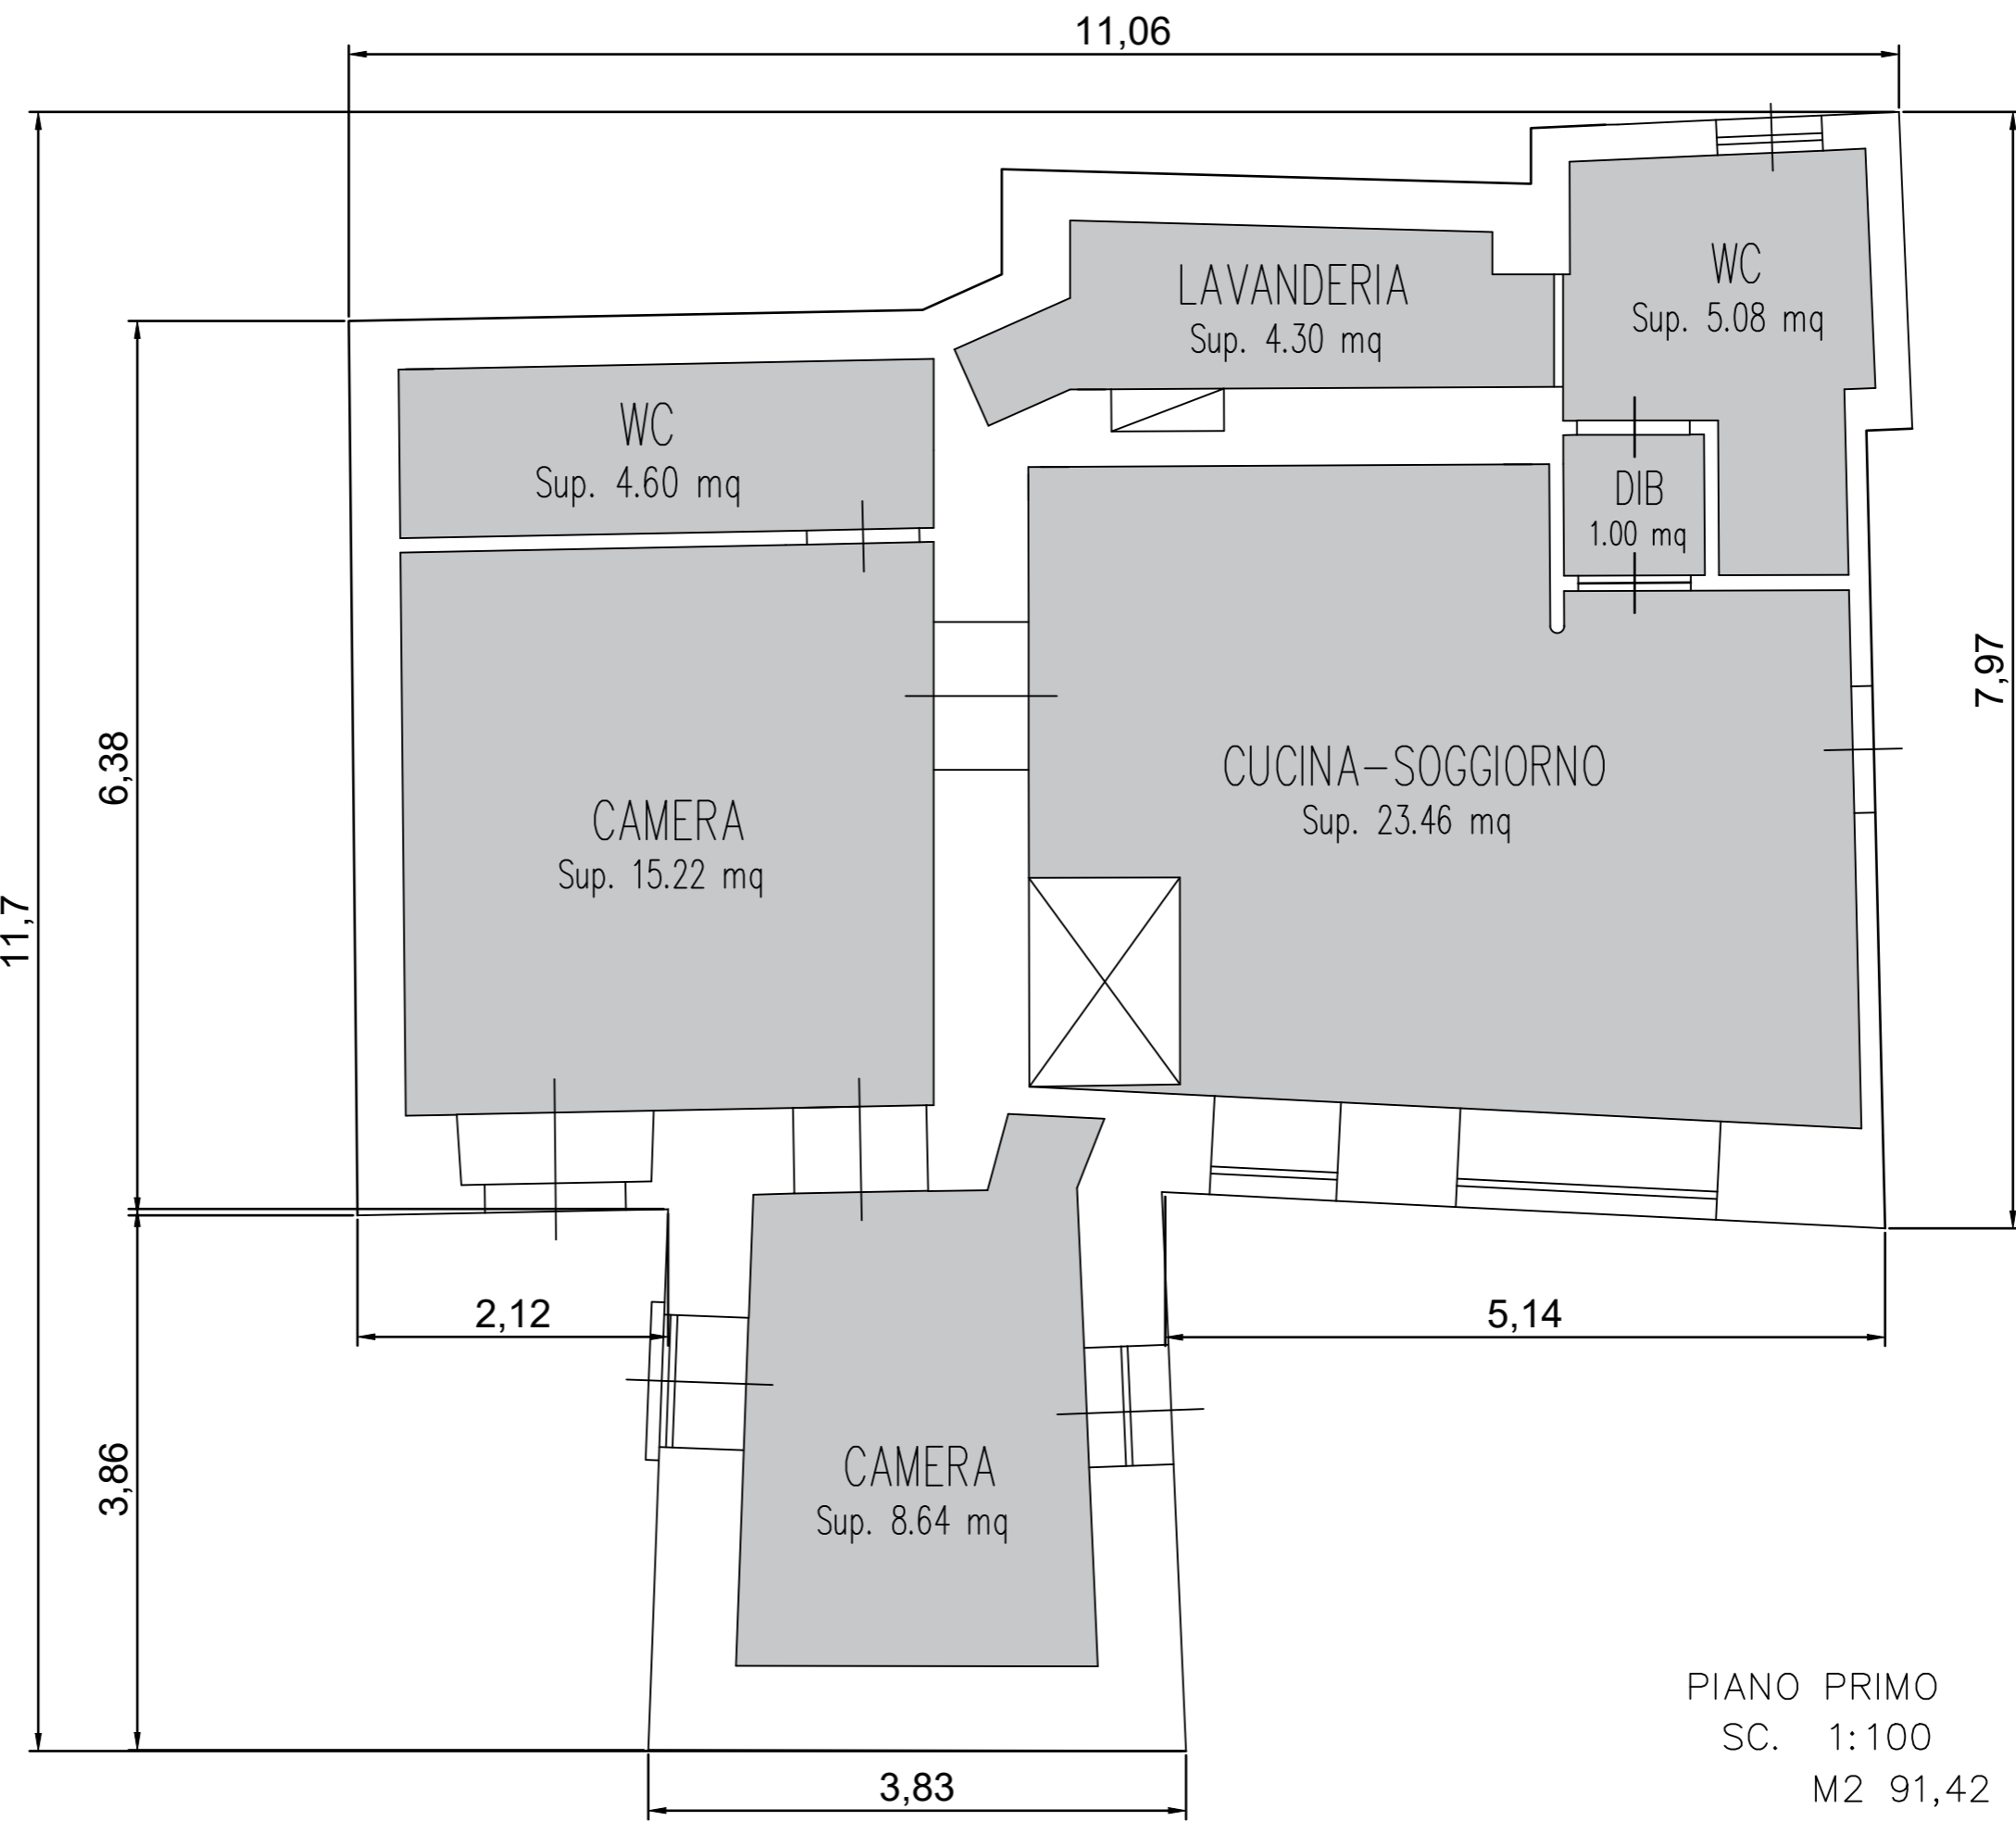 11,06
LAVANDERIA
Sup. 4.30 mq
WC
Sup. 5.08 mq
WC
Sup. 4.60 mq
DIB
1.00 mq
7,97
6,38
CUCINA-SOGGIORNO
Sup. 23.46 mq
CAMERA
Sup. 15.22 mq
11,7
2,12
5,14
3,86
CAMERA
Sup. 8.64 mq
3,83
PIANO PRIMO
SC. 1:100
M2 91,42